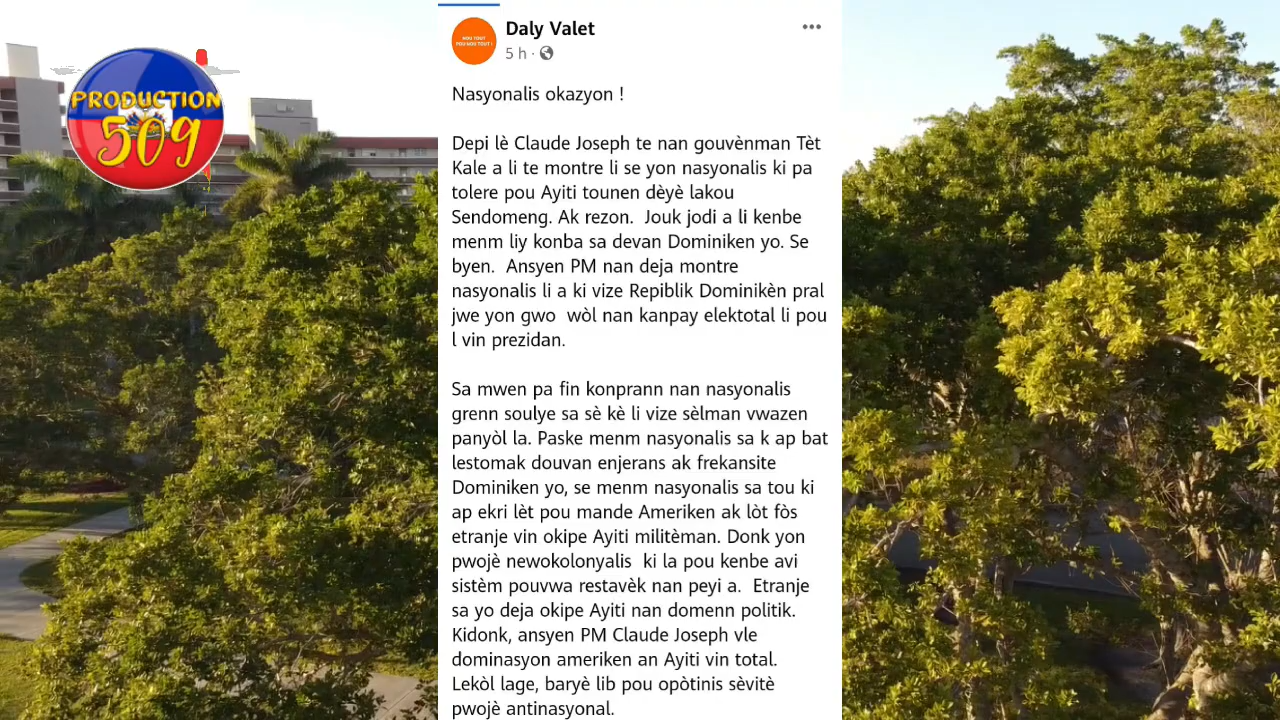 PRODUCTION
509
NOU TOUT
POU NOU TOUT !
Daly Valet
5 h ·
Nasyonalis okazyon !
Depi lè Claude Joseph te nan gouvènman Tèt
Kale a li te montre li se yon nasyonalis ki pa
tolere pou Ayiti tounen dèyè lakou
Sendomeng. Ak rezon.  Jouk jodi a li kenbe
menm liy konba sa devan Dominiken yo. Se
byen.  Ansyen PM nan deja montre
nasyonalis li a ki vize Repiblik Dominikèn pral
jwe yon gwo  wòl nan kanpay elektotal li pou
l vin prezidan.
Sa mwen pa fin konprann nan nasyonalis
grenn soulye sa sè kè li vize sèlman vwazen
panyòl la. Paske menm nasyonalis sa k ap bat
lestomak douvan enjerans ak frekansite
Dominiken yo, se menm nasyonalis sa tou ki
ap ekri lèt pou mande Ameriken ak lòt fòs
etranje vin okipe Ayiti militèman. Donk yon
pwojè newokolonyalis  ki la pou kenbe avi
sistèm pouvwa restavèk nan peyi a.  Etranje
sa yo deja okipe Ayiti nan domenn politik.
Kidonk, ansyen PM Claude Joseph vle
dominasyon ameriken an Ayiti vin total.
Lekòl lage, baryè lib pou opòtinis sèvitè
pwojè antinasyonal.